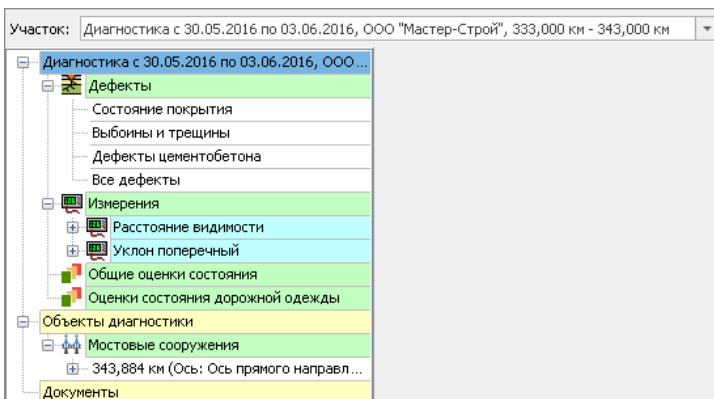 Участок: Диагностика с 30.05.2016 по 03.06.2016, ООО "Мастер-Строй", 333,000 км - 343,000 км
Диагностика с 30.05.2016 по 03.06.2016, ООО...
Дефекты
Состояние покрытия
Выбоины и трещины
Дефекты цементобетона
Все дефекты
Измерения
Расстояние видимости
Уклон поперечный
Общие оценки состояния
Оценки состояния дорожной одежды
Объекты диагностики
Мостовые сооружения
343,884 км (Ось: Ось прямого направл...
Документы